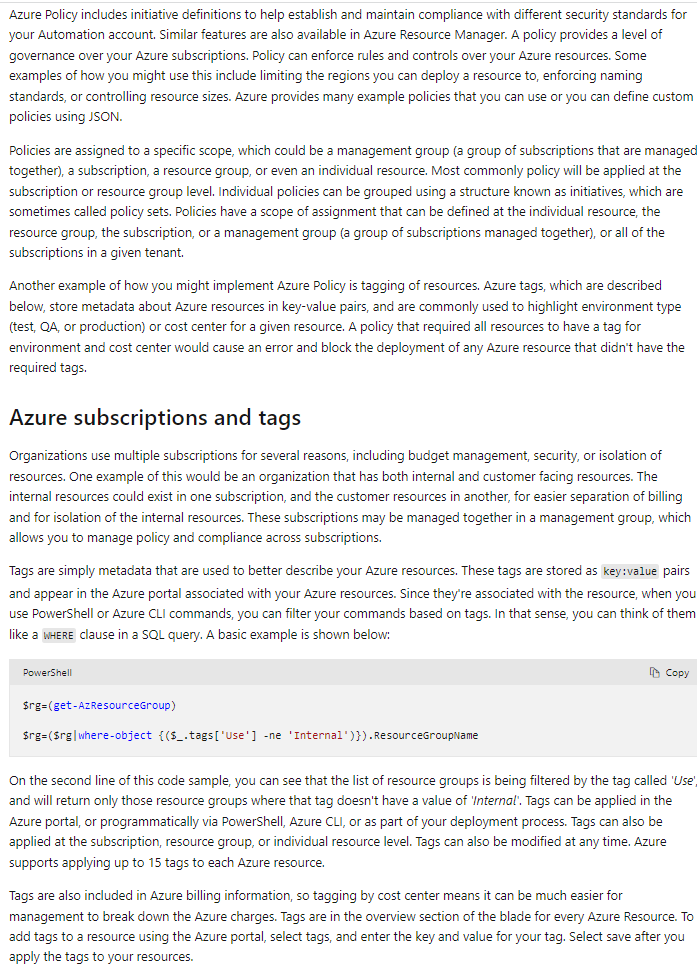 Azure Policy includes initiative definitions to help establish and maintain compliance with different security standards for
your Automation account. Similar features are also available in Azure Resource Manager. A policy provides a level of
governance over your Azure subscriptions. Policy can enforce rules and controls over your Azure resources. Some
examples of how you might use this include limiting the regions you can deploy a resource to, enforcing naming
standards, or controlling resource sizes. Azure provides many example policies that you can use or you can define custom
policies using JSON.
Policies are assigned to a specific scope, which could be a management group (a group of subscriptions that are managed
together), a subscription, a resource group, or even an individual resource. Most commonly policy will be applied at the
subscription or resource group level. Individual policies can be grouped using a structure known as initiatives, which are
sometimes called policy sets. Policies have a scope of assignment that can be defined at the individual resource, the
resource group, the subscription, or a management group (a group of subscriptions managed together), or all of the
subscriptions in a given tenant.
Another example of how you might implement Azure Policy is tagging of resources. Azure tags, which are described
below, store metadata about Azure resources in key-value pairs, and are commonly used to highlight environment type
(test, QA, or production) or cost center for a given resource. A policy that required all resources to have a tag for
environment and cost center would cause an error and block the deployment of any Azure resource that didn't have the
required tags.
Azure subscriptions and tags
Organizations use multiple subscriptions for several reasons, including budget management, security, or isolation of
resources. One example of this would be an organization that has both internal and customer facing resources. The
internal resources could exist in one subscription, and the customer resources in another, for easier separation of billing
and for isolation of the internal resources. These subscriptions may be managed together in a management group, which
allows you to manage policy and compliance across subscriptions.
Tags are simply metadata that are used to better describe your Azure resources. These tags are stored as key:value pairs
and appear in the Azure portal associated with your Azure resources. Since they're associated with the resource, when you
use PowerShell or Azure CLI commands, you can filter your commands based on tags. In that sense, you can think of them
like a WHERE clause in a SQL query. A basic example is shown below:
PowerShell Copy
$rg=(get-AzResourceGroup)
$rg=($rg|where-object {($_.tags['Use'] -ne 'Internal')}).ResourceGroupName
On the second line of this code sample, you can see that the list of resource groups is being filtered by the tag called 'Use',
and will return only those resource groups where that tag doesn't have a value of 'Internal'. Tags can be applied in the
Azure portal, or programmatically via PowerShell, Azure CLI, or as part of your deployment process. Tags can also be
applied at the subscription, resource group, or individual resource level. Tags can also be modified at any time. Azure
supports applying up to 15 tags to each Azure resource.
Tags are also included in Azure billing information, so tagging by cost center means it can be much easier for
management to break down the Azure charges. Tags are in the overview section of the blade for every Azure Resource. To
add tags to a resource using the Azure portal, select tags, and enter the key and value for your tag. Select save after you
apply the tags to your resources.